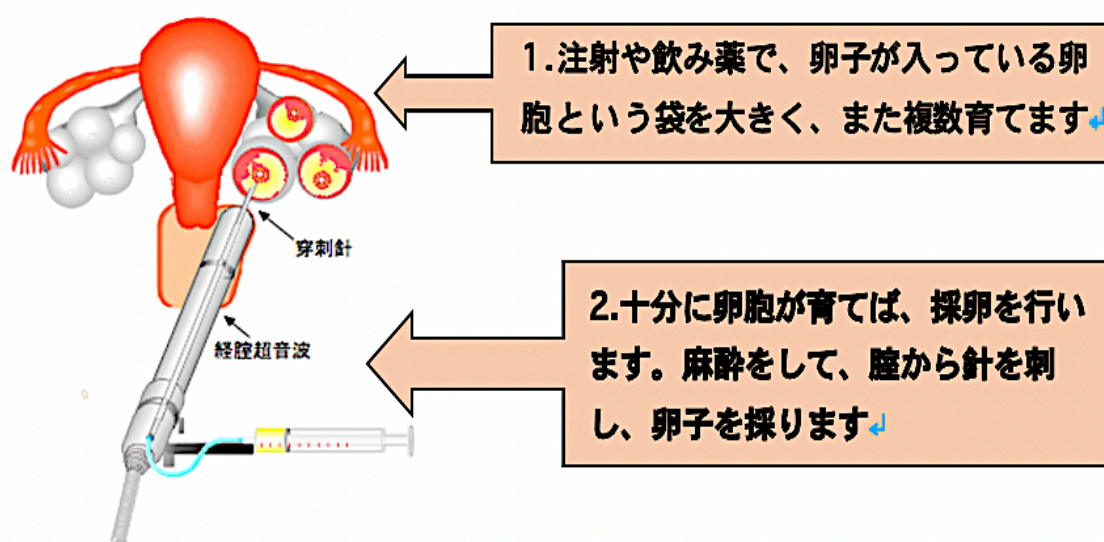 1.注射や飲み薬で、卵子が入っている卵
胞という袋を大きく、また複数育てます↵
穿刺針
2.十分に卵胞が育てば、採卵を行い
ます。麻酔をして、膣から針を刺
し、卵子を採ります↵
経膣超音波